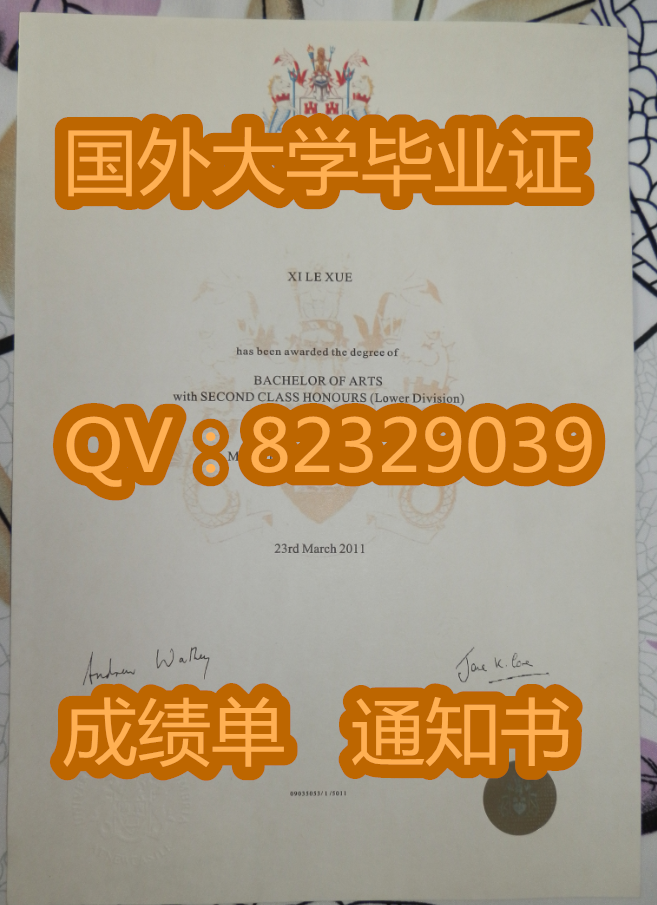 国外大学毕业证
XI LE XUE
has been awarded the degree of
BACHELOR OF ARTS
with SECOND CLASS HONOURS (Lower Division)
QV:82329039
23rd March 2011
成绩单 通知书